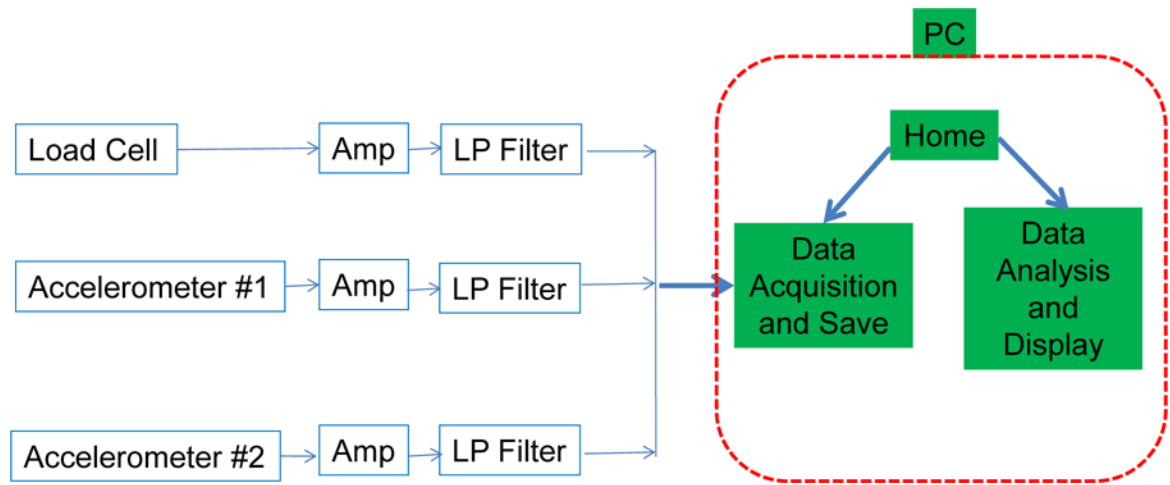 PC
Home
Load Cell
Amp
LP Filter
Accelerometer #1
Amp
LP Filter
Accelerometer #2
Amp
LP Filter
Data
Acquisition
and Save
Data
Analysis
and
Display